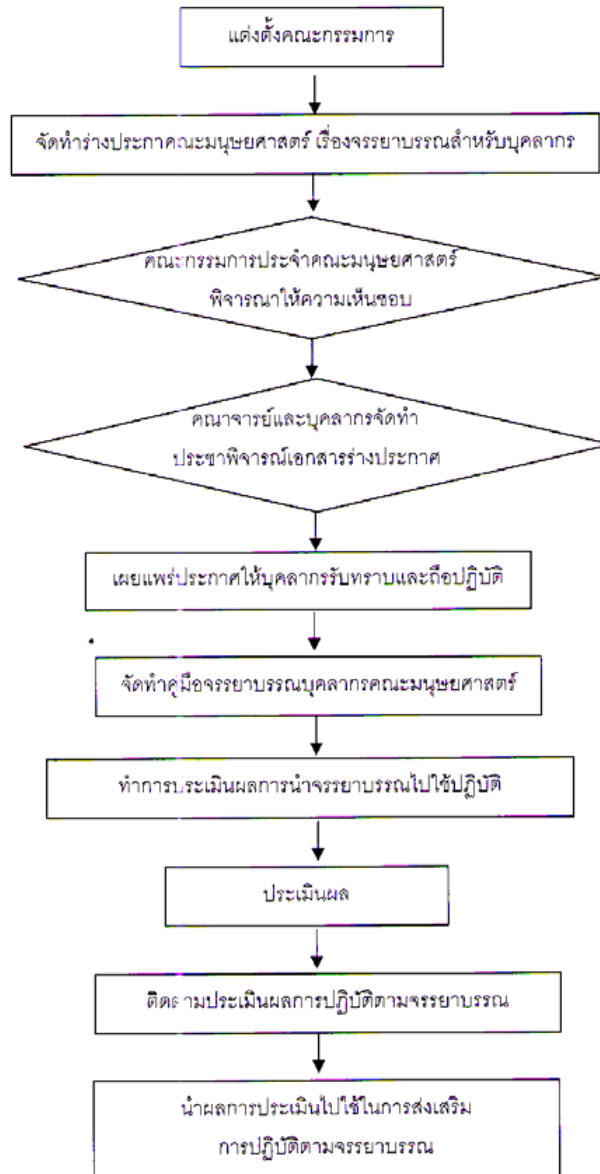 แต่งตั้งคณะกรรมการ
จัดทำร่างประกาคณะมนุษยศาสตร์ เรื่องจรรยาบรรณสำหรับบุคลากร
คณะกรรมการประจำคณะมนุษยศาสตร์
พิจารณาให้ความเห็นชอบ
คณาจารย์และบุคลากรจัดทำ
ประชาพิจารณ์เอกสารร่างประกาศ
เผยแพร่ประกาศให้บุคลากรรับทราบและถือปฏิบัติ
จัดทำคู่มือจรรยาบรรณบุคลากรคณะมนุษยศาสตร์
ทำการประเมินผลการนำจรรยาบรรณไปใช้ปฏิบัติ
ประเมินผล
ติดตามประเมินผลการปฏิบัติตามจรรยาบรรณ
นำผลการประเมินไปใช้ในการส่งเสริม
การปฏิบัติตามจรรยาบรรณ